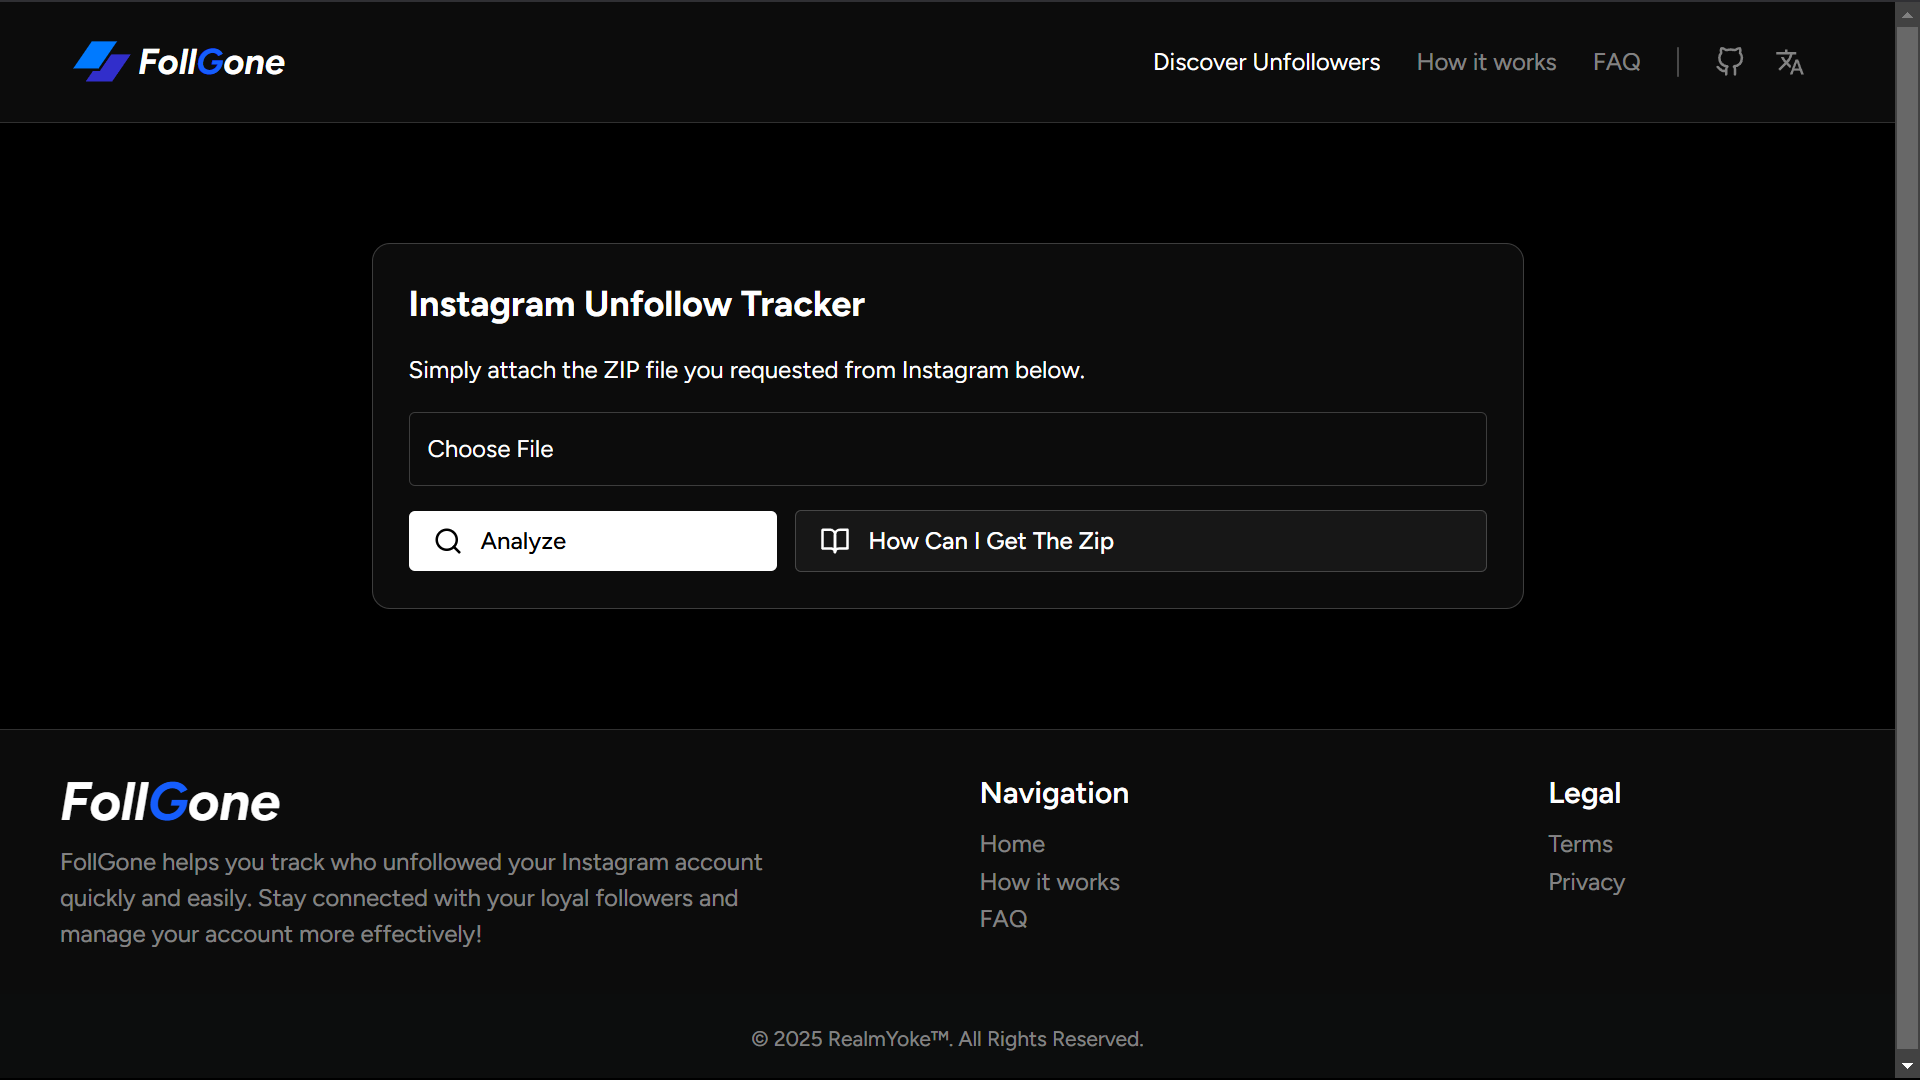 FollGone
Discover Unfollowers
How it works
FAQ
Instagram Unfollow Tracker
Simply attach the ZIP file you requested from Instagram below.
Choose File
Analyze
How Can I Get The Zip
FollGone
FollGone helps you track who unfollowed your Instagram account
quickly and easily. Stay connected with your loyal followers and
manage your account more effectively!
Navigation
Home
How it works
FAQ
Legal
Terms
Privacy
© 2025 RealmYoke™. All Rights Reserved.